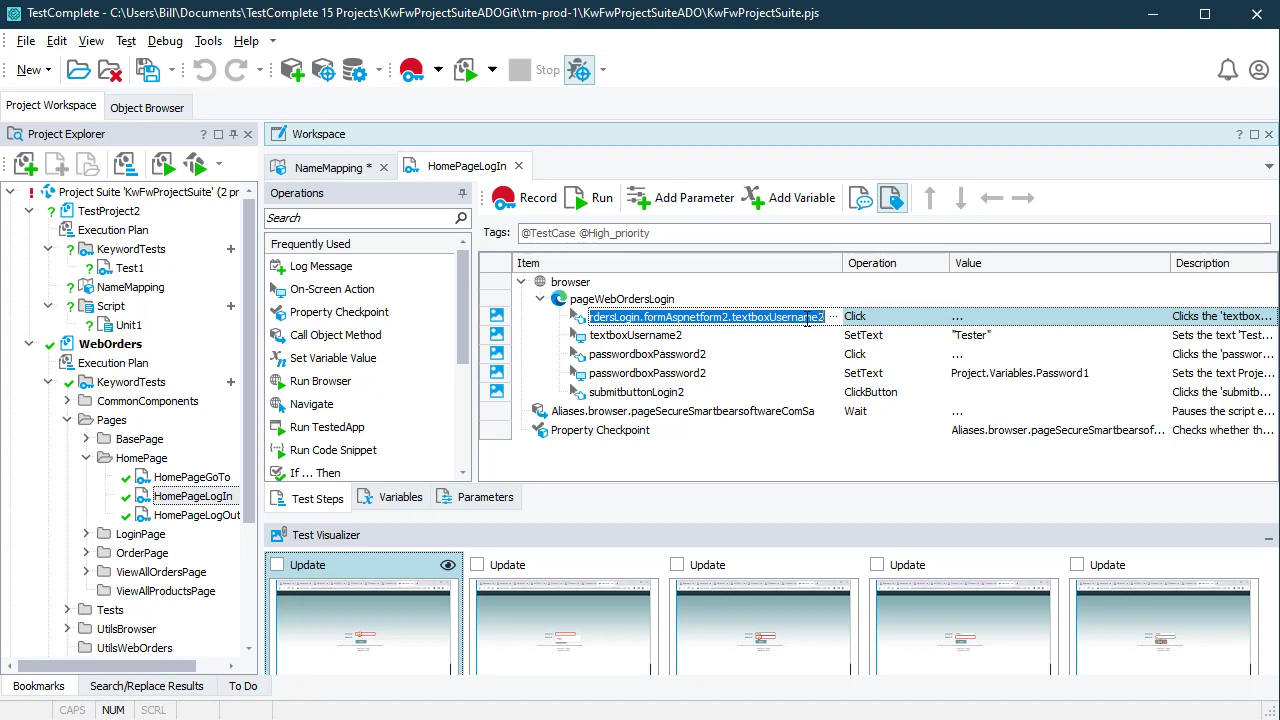 TestComplete - C:\Users\Bill\Documents\TestComplete 15 Projects\KwFwProjectSuiteADOGit\tm-prod-1\KwFwProjectSuiteADO\KwFwProjectSuite.pjs
File Edit View Test Debug Tools Help
New Stop
Project Workspace Object Browser
Project Explorer
Workspace
NameMapping * HomePageLogIn
Project Suite 'KwFwProjectSuite' (2 pr
TestProject2
Execution Plan
KeywordTests
Test1
NameMapping
Script
Unit1
WebOrders
Execution Plan
KeywordTests
CommonComponents
Pages
BasePage
HomePage
HomePageGoTo
HomePageLogIn
HomePageLogOut
LoginPage
OrderPage
ViewAllOrdersPage
ViewAllProductsPage
Tests
UtilsBrowser
UtilsWebOrders
Operations
Search
Frequently Used
Log Message
On-Screen Action
Property Checkpoint
Call Object Method
Set Variable Value
Run Browser
Navigate
Run TestedApp
Run Code Snippet
If ... Then
Record Run Add Parameter Add Variable
Tags: @TestCase @High_priority
Item Operation Value Description
browser
pageWebOrdersLogin
dersLogin.formAspnetform2.textboxUsername2 ... Click ... Clicks the 'textbox...
textboxUsername2 SetText "Tester" Sets the text 'Test...
passwordboxPassword2 Click ... Clicks the 'passwor...
passwordboxPassword2 SetText Project.Variables.Password1 Sets the text Proje...
submitbuttonLogin2 ClickButton Clicks the 'submitb...
Aliases.browser.pageSecureSmartbearsoftwareComSa Wait ... Pauses the script e...
Property Checkpoint Aliases.browser.pageSecureSmartbearsof... Checks whether th...
Test Steps Variables Parameters
Test Visualizer
Update Update Update Update Update
Bookmarks Search/Replace Results To Do
CAPS NUM SCRL